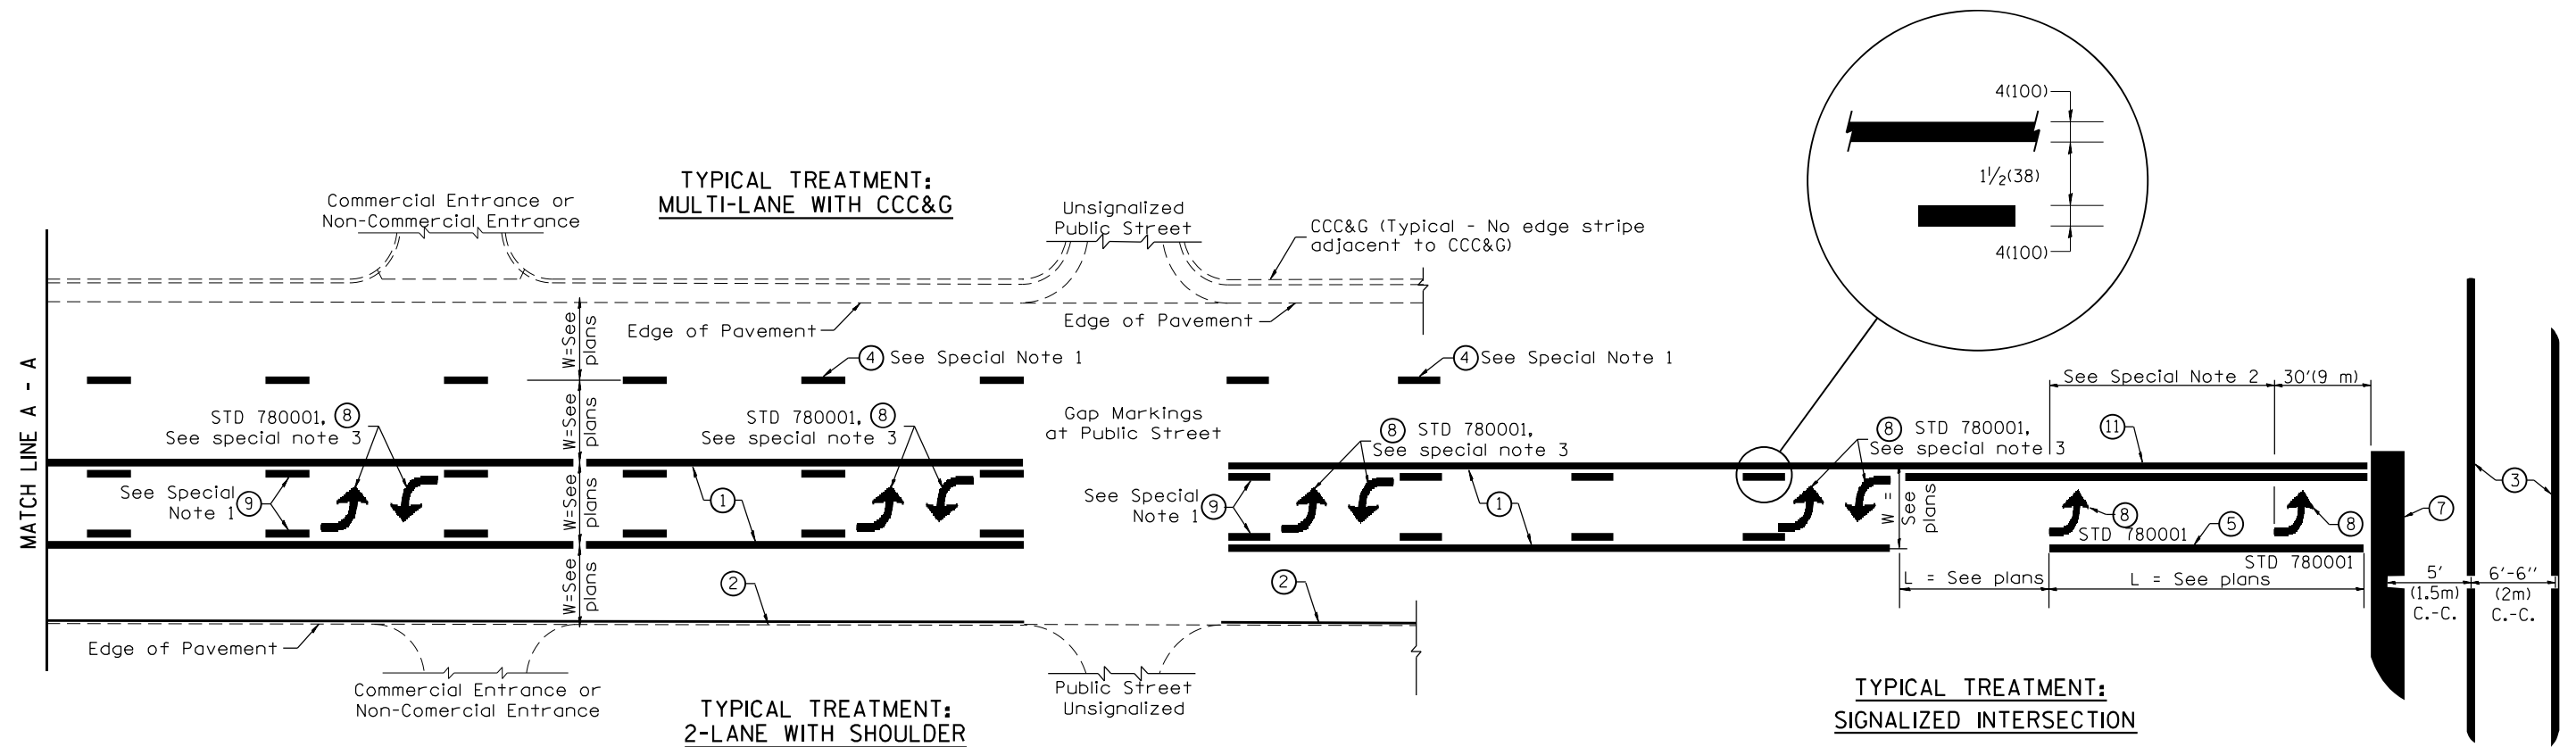 TYPICAL TREATMENT:
MULTI-LANE WITH CCC&G
Commercial Entrance or
Non-Commercial Entrance
Unsignalized
Public Street
CCC&G (Typical - No edge stripe
adjacent to CCC&G)
4(100)
1 1/2(38)
4(100)
Edge of Pavement
Edge of Pavement
MATCH LINE A - A
W=See
plans
W=See
plans
W=See
plans
W=See
plans
4 See Special Note 1
4 See Special Note 1
STD 780001, 8
See special note 3
STD 780001, 8
See special note 3
Gap Markings
at Public Street
8 STD 780001,
See special note 3
8 STD 780001,
See special note 3
See Special Note 2
30'(9 m)
11
See Special
Note 1
9
1
See Special
Note 1
9
1
W =
See
plans
8
STD 780001
5
8
STD 780001
7
3
2
2
L = See plans
L = See plans
5'
(1.5m)
C.-C.
6'-6''
(2m)
C.-C.
Edge of Pavement
Commercial Entrance or
Non-Comercial Entrance
Public Street
Unsignalized
TYPICAL TREATMENT:
2-LANE WITH SHOULDER
TYPICAL TREATMENT:
SIGNALIZED INTERSECTION